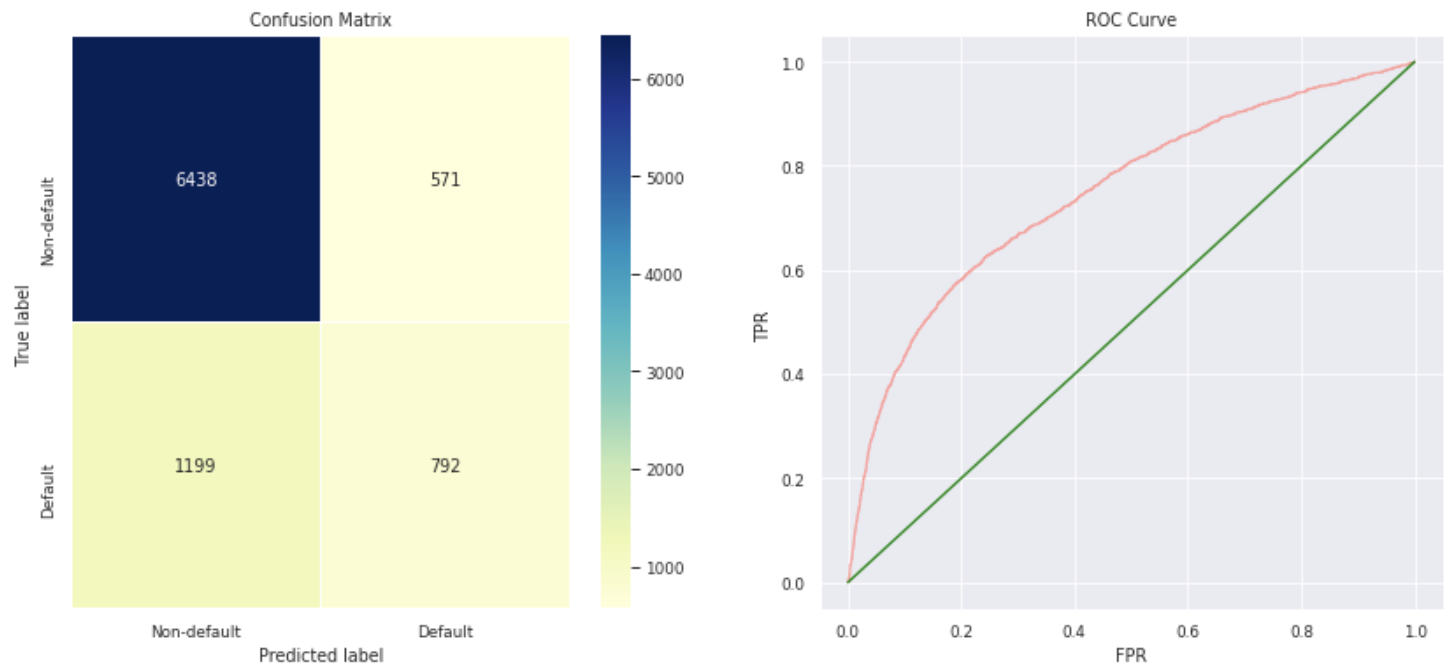 Confusion Matrix
6438
571
1199
792
Non-default
Default
True label
Non-default
Default
Predicted label
6000
5000
4000
3000
2000
1000
ROC Curve
1.0
0.8
0.6
0.4
0.2
0.0
TPR
0.0
0.2
0.4
0.6
0.8
1.0
FPR